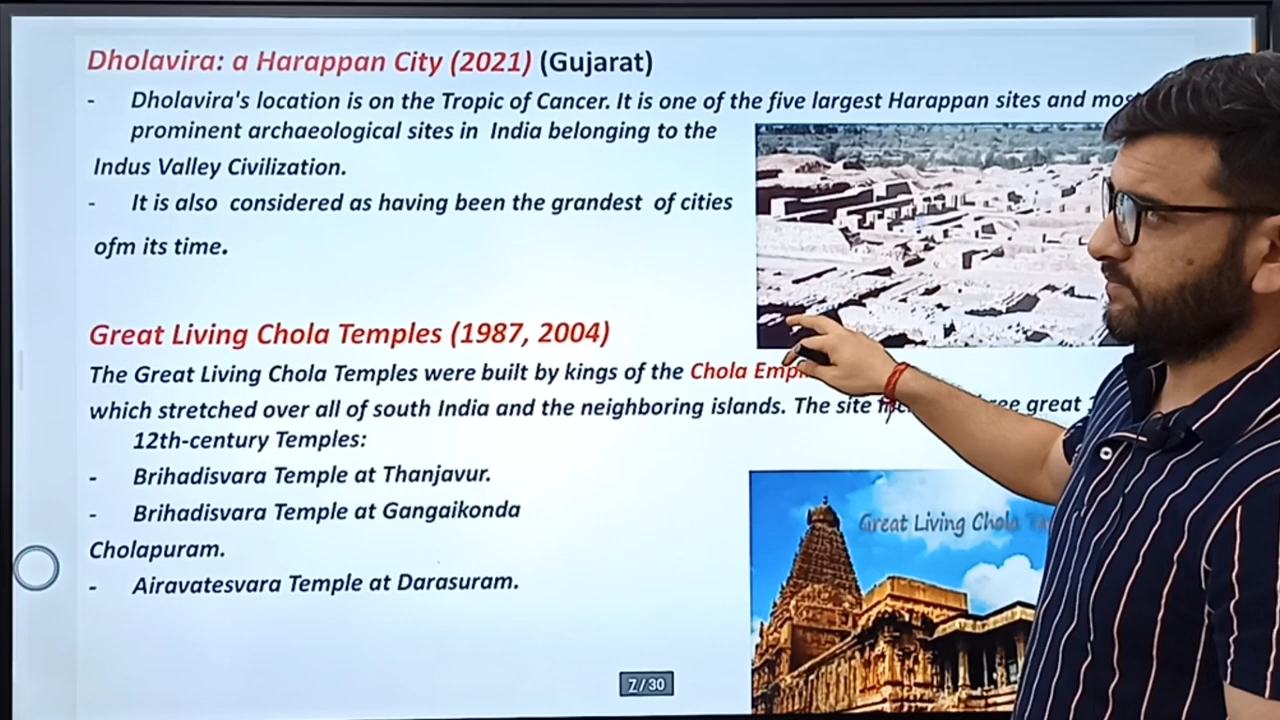 Dholavira: a Harappan City (2021) (Gujarat)
- Dholavira's location is on the Tropic of Cancer. It is one of the five largest Harappan sites and
prominent archaeological sites in India belonging to the
Indus Valley Civilization.
- It is also considered as having been the grandest of cities
ofm its time.
Great Living Chola Temples (1987, 2004)
The Great Living Chola Temples were built by kings of the Chola
which stretched over all of south India and the neighboring islands. The site great
12th-century Temples:
- Brihadisvara Temple at Thanjavur.
- Brihadisvara Temple at Gangaikonda
Cholapuram.
- Airavatesvara Temple at Darasuram.
Great Living Chola
7/30